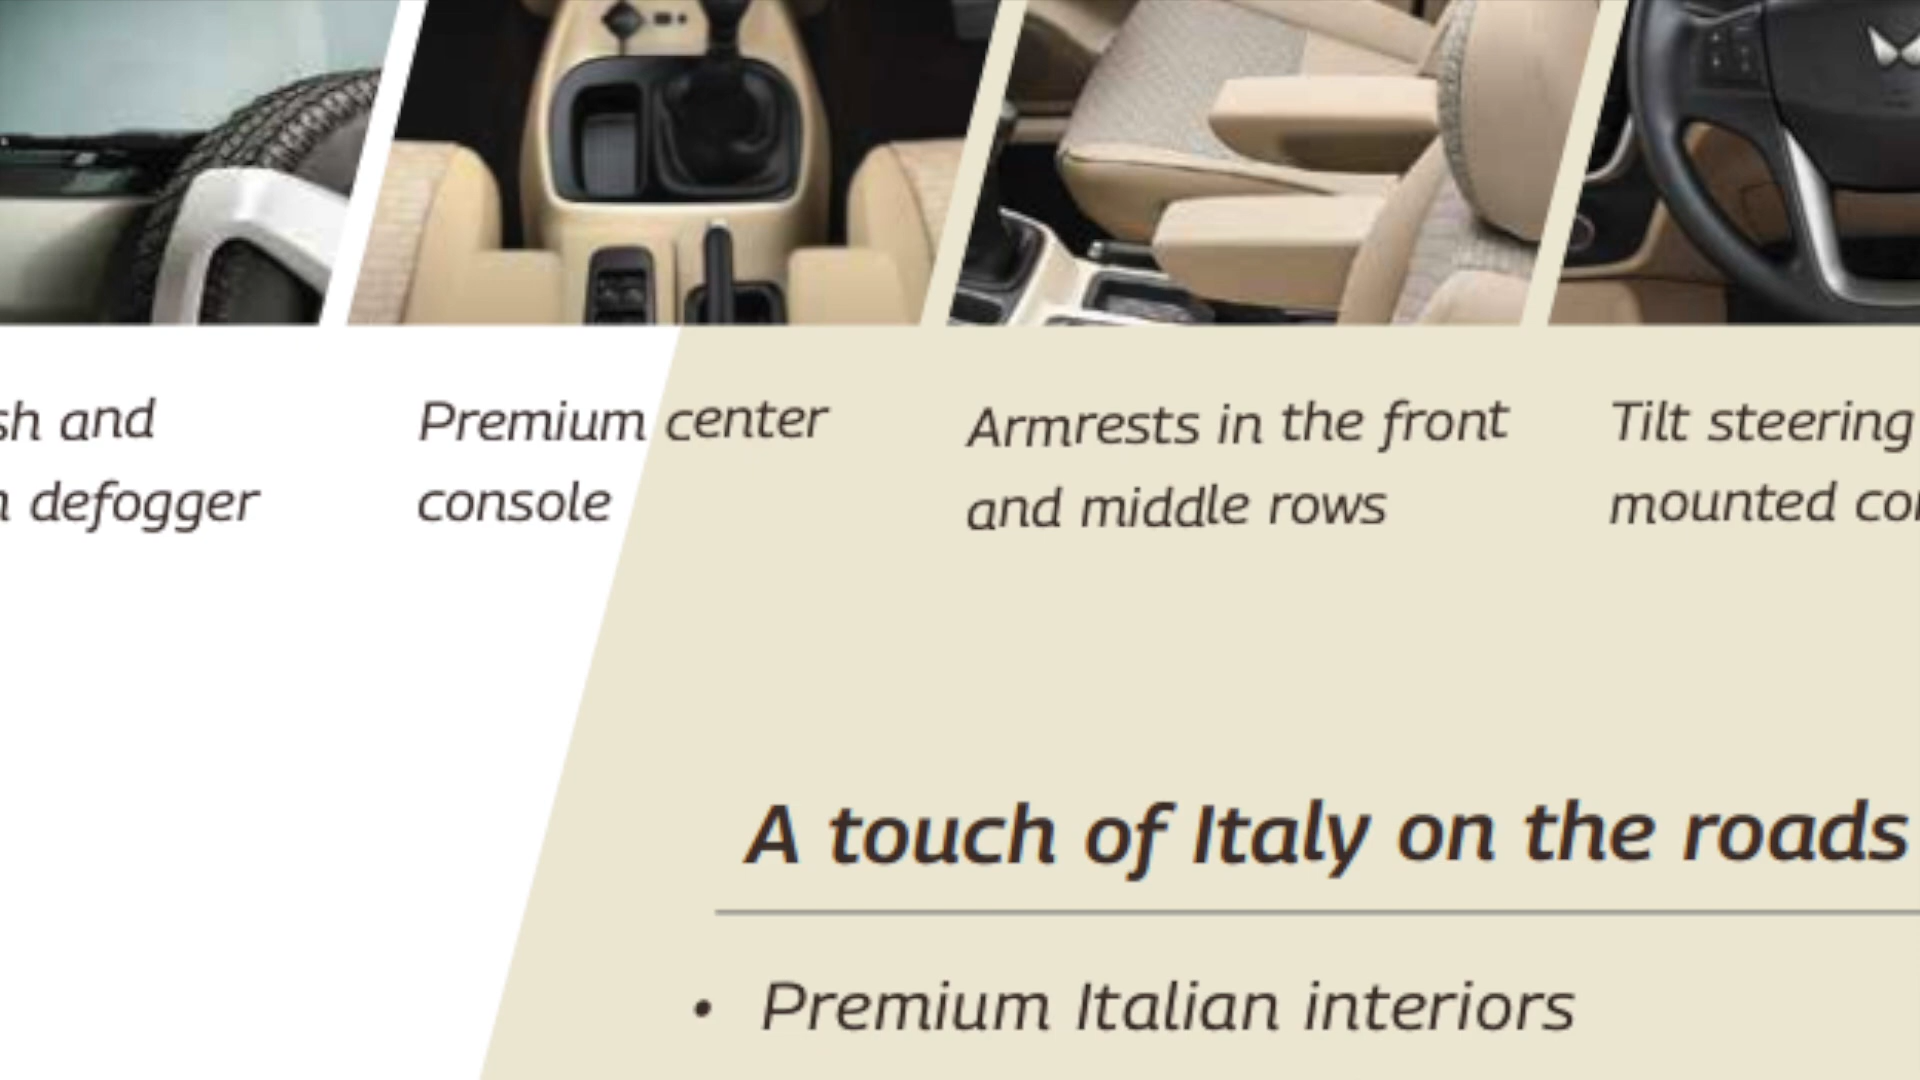 sh and
defogger
Premium center
console
Armrests in the front
and middle rows
Tilt steering
mounted
A touch of Italy on the roads
• Premium Italian interiors